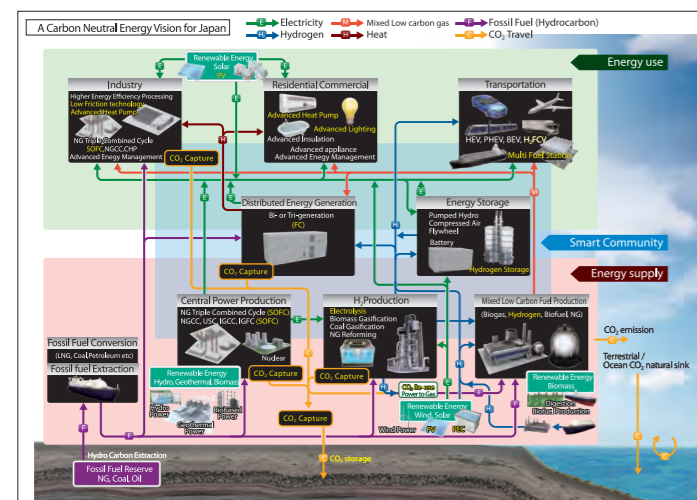 A Carbon Neutral Energy Vision for Japan
E Electricity
M Mixed Low carbon gas
F Fossil Fuel (Hydrocarbon)
H₂ Hydrogen
H Heat
C CO₂ Travel
Renewable Energy
Solar
PV
Energy use
Industry
Higher Energy Efficiency Processing
Low Friction technology
Advanced Heat Pump
NG Triple Combined Cycle
SOFC, NGCC, CHP
Advanced Energy Management
Residential Commercial
Advanced Heat Pump
Advanced Lighting
Advanced Insulation
Advanced appliance
Advanced Enegy Management
Transportation
HEV, PHEV, BEV, H₂FCV
Multi Fuel Station
CO₂ Capture
Distributed Energy Generation
Bi- or Tri-generation
(FC)
Energy Storage
Pumped Hydro
Compressed Air
Flywheel
Battery
Hydrogen Storage
Smart Community
CO₂ Capture
Energy supply
Central Power Production
NG Triple Combined Cycle (SOFC)
NGCC, USC, IGCC, IGFC (SOFC)
Nuclear
H₂Production
Electrolysis
Biomass Gasification
Coal Gasification
NG Reforming
Mixed Low Carbon Fuel Production
(Biogas, Hydrogen, Biofuel, NG)
CO₂ emission
Terrestrial /
Ocean CO₂ natural sink
Fossil Fuel Conversion
(LNG, Coal, Petroleum etc)
Fossil fuel Extraction
Renewable Energy
Hydro, Geothermal, Biomass
Hydro
Power
Geothermal
Power
Biobased
Power
CO₂ Capture
CO₂ Capture
CO₂ Re-use
Power to Gas
Renewable Energy
Wind, Solar
Wind Power
PV
PEC
Renewable Energy
Biomass
Digestion
Biofuel Production
CO₂ Capture
Hydro Carbon Extraction
Fossil Fuel Reserve
NG, Coal, Oil
CO₂ storage